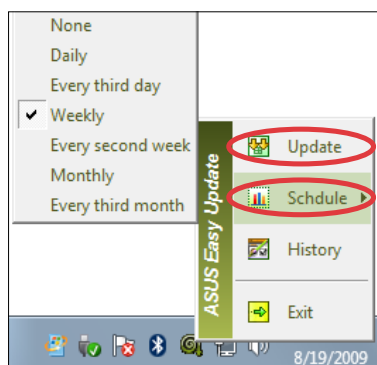 None
Daily
Every third day
Weekly
Every second week
Monthly
Every third month
ASUS Easy Update
Update
Schdule
History
Exit
8/19/2009